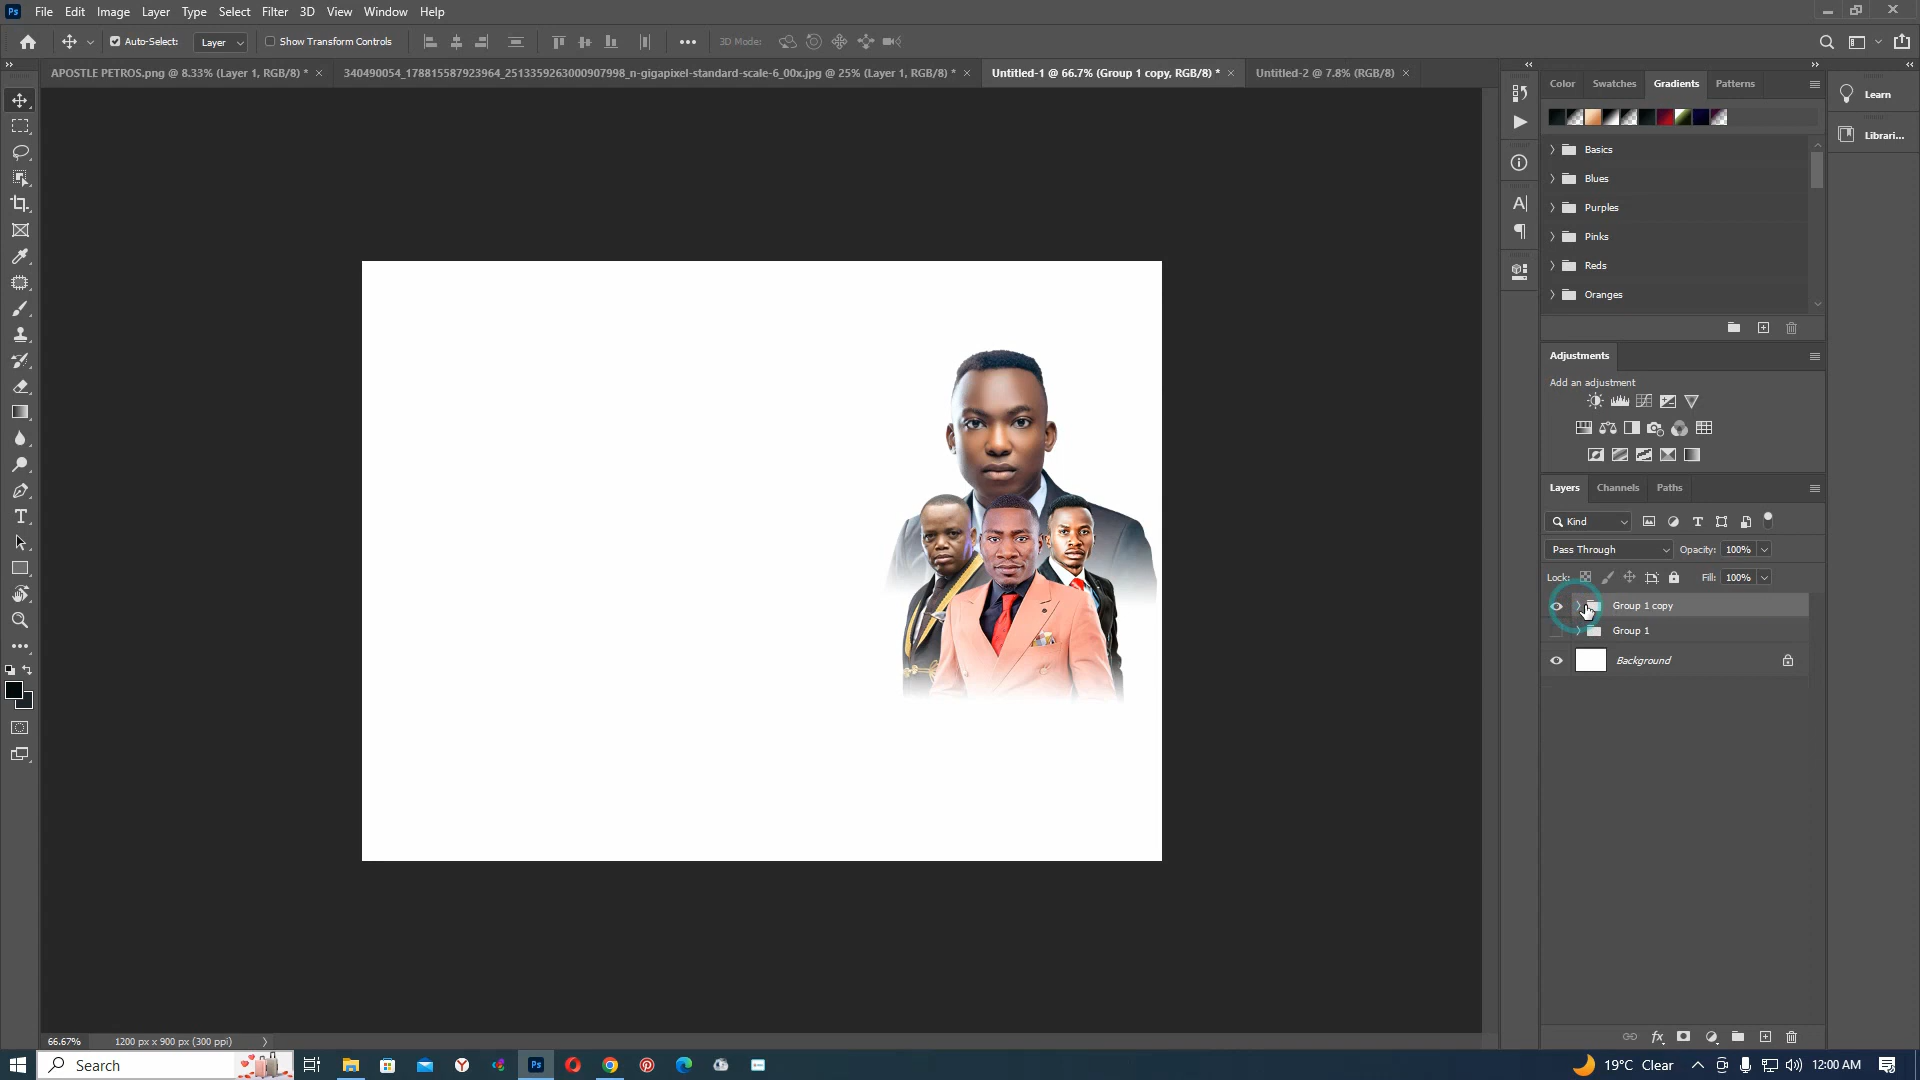 Ps File Edit Image Layer Type Select Filter 3D View Window Help
Auto-Select: Layer Show Transform Controls 3D Mode:
APOSTLE PETROS.png @ 8.33% (Layer 1, RGB/8) * × 340490054_178815587923964_2513359263000907998_n-gigapixel-standard-scale-6_00x.jpg @ 25% (Layer 1, RGB/8) * × Untitled-1 @ 66.7% (Group 1 copy, RGB/8) * × Untitled-2 @ 7.8% (RGB/8) ×
Color Swatches Gradients Patterns
Learn
Librari...
Basics
Blues
Purples
Pinks
Reds
Oranges
Adjustments
Add an adjustment
Layers Channels Paths
Kind
Pass Through Opacity: 100%
Lock: Fill: 100%
Group 1 copy
Group 1
Background
66.67% 1200 px x 900 px (300 ppi)
Search
19°C Clear 12:00 AM